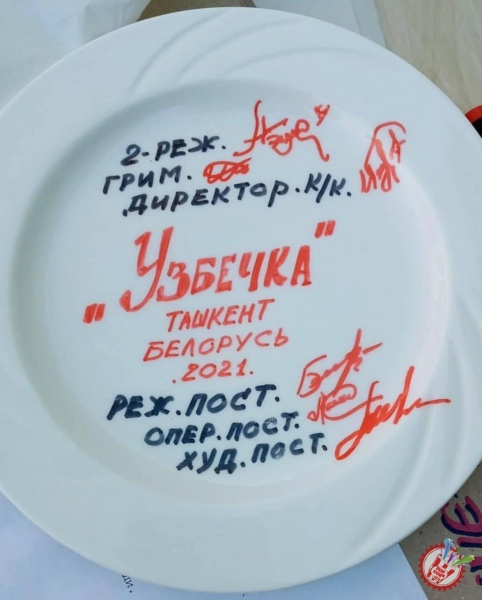 2-РЕЖ.
ГРИМ.
.ДИРЕКТОР.К/К.
"УЗБЕЧКА"
ТАШКЕНТ
БЕЛОРУСЬ
.2021.
РЕЖ.ПОСТ.
ОПЕР.ПОСТ.
ХУД.ПОСТ.